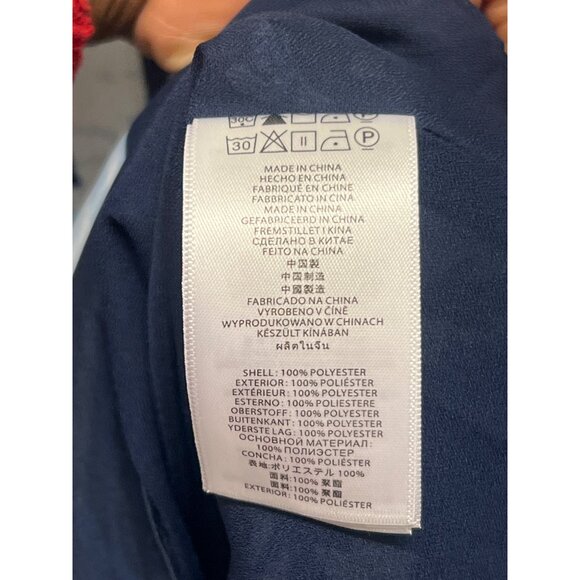 30C
30 P
MADE IN CHINA
HECHO EN CHINA
FABRIQUÉ EN CHINE
FABBRICATO IN CINA
MADE IN CHINA
GEFABRICEERD IN CHINA
FREMSTILLET I KINA
СДЕЛАНО В КИТАЕ
FEITO NA CHINA
中国製
中国制造
中國製造
FABRICADO NA CHINA
VYROBENO V ČÍNĚ
WYPRODUKOWANO W CHINACH
KÉSZÜLT KÍNÁBAN
ผลิตในจีน
SHELL: 100% POLYESTER
EXTERIOR: 100% POLIÉSTER
EXTÉRIEUR: 100% POLYESTER
ESTERNO: 100% POLIESTERE
OBERSTOFF: 100% POLYESTER
BUITENKANT: 100% POLYESTER
YDERSTE LAG: 100% POLYESTER
ОСНОВНОЙ МАТЕРИАЛ:
100% ПОЛИЭСТЕР
CONCHA: 100% POLIÉSTER
表地:ポリエステル 100%
面料:100% 聚酯
面料:100% 聚酯
EXTERIOR: 100% POLIÉSTER